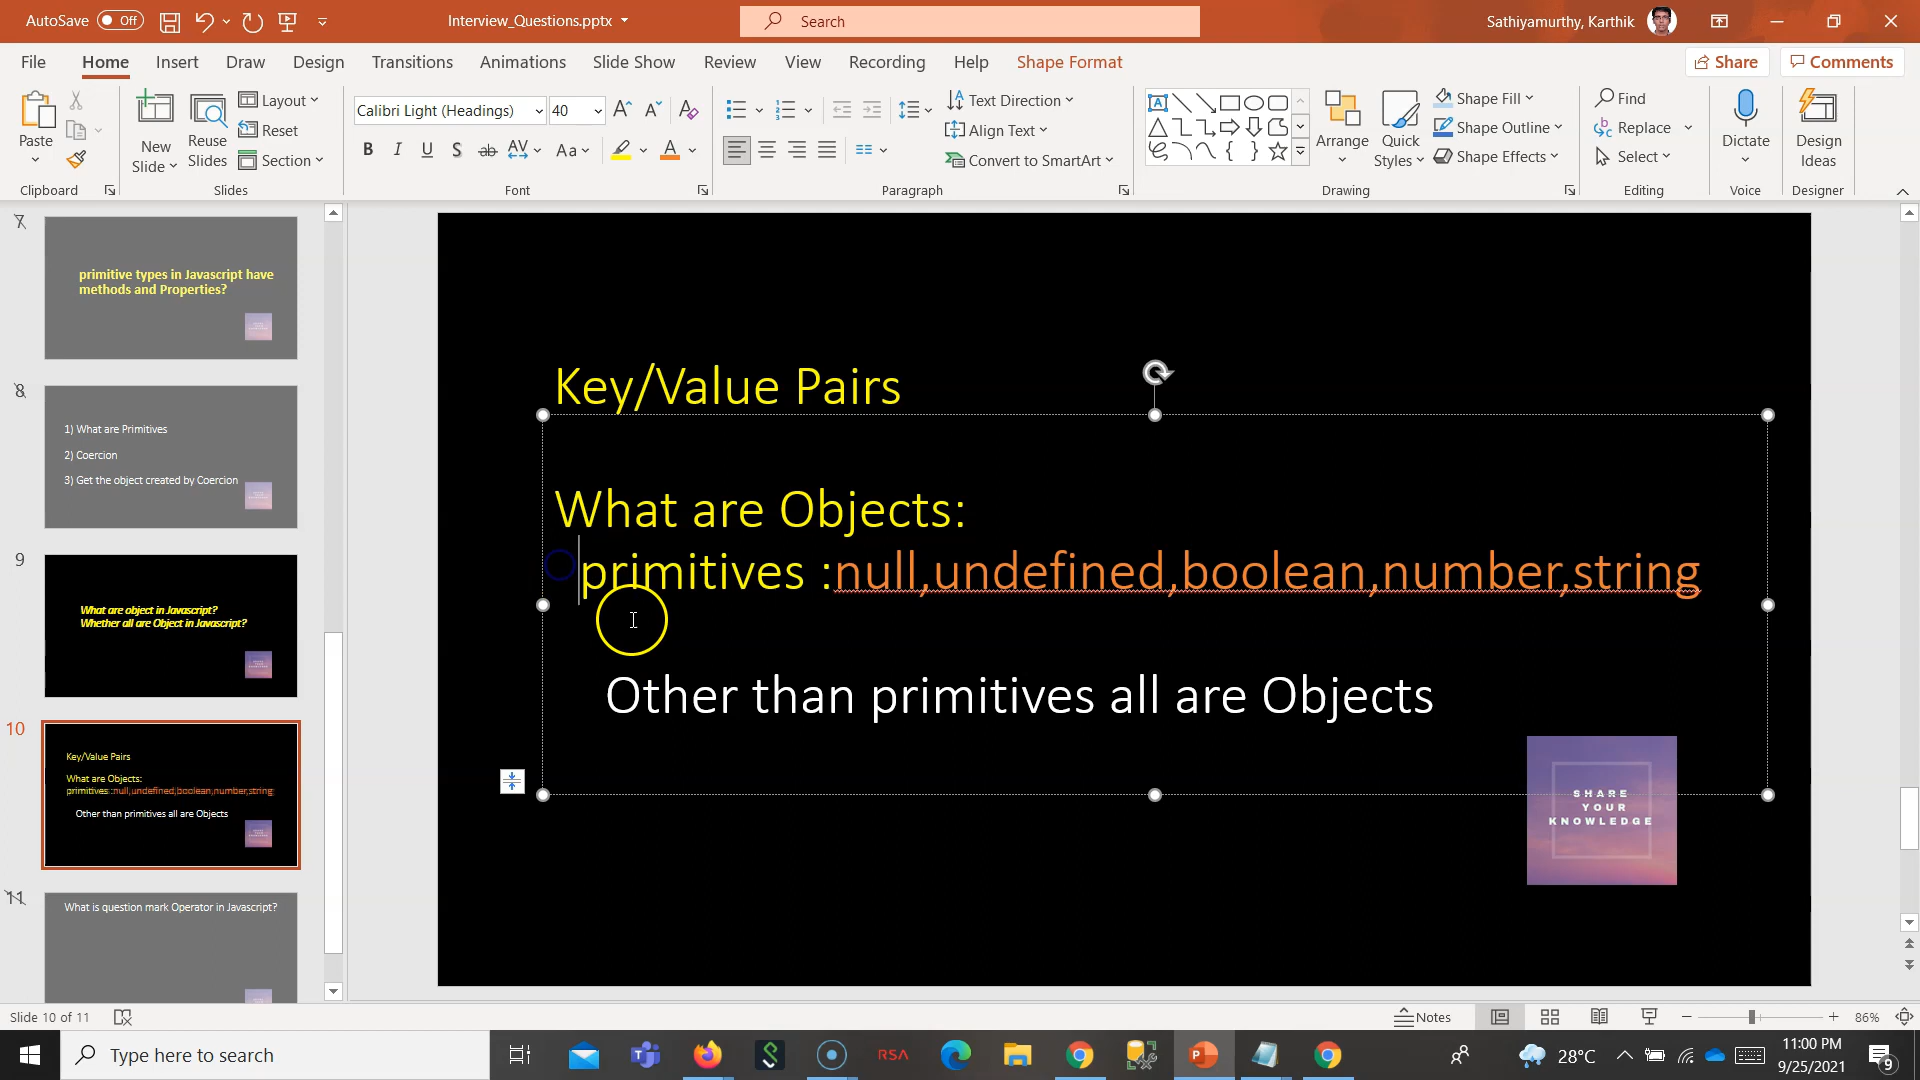 AutoSave Off
Interview_Questions.pptx
Search
Sathiyamurthy, Karthik
File Home Insert Draw Design Transitions Animations Slide Show Review View Recording Help Shape Format
Share Comments
Paste
New Slide
Reuse Slides
Layout
Reset
Section
Calibri Light (Headings) 40
B I U S ab AV Aa A
Text Direction
Align Text
Convert to SmartArt
Arrange
Quick Styles
Shape Fill
Shape Outline
Shape Effects
Find
Replace
Select
Dictate
Design Ideas
Clipboard Slides Font Paragraph Drawing Editing Voice Designer
7
primitive types in Javascript have
methods and Properties?
8
1) What are Primitives
2) Coercion
3) Get the object created by Coercion
9
What are object in Javascript?
Whether all are Object in Javascript?
10
Key/Value Pairs
What are Objects:
primitives :null,undefined,boolean,number,string
Other than primitives all are Objects
11
What is question mark Operator in Javascript?
Key/Value Pairs
What are Objects:
primitives :null,undefined,boolean,number,string
Other than primitives all are Objects
SHARE
YOUR
KNOWLEDGE
Slide 10 of 11
Notes
86%
Type here to search
RSA
28°C
11:00 PM
9/25/2021
9